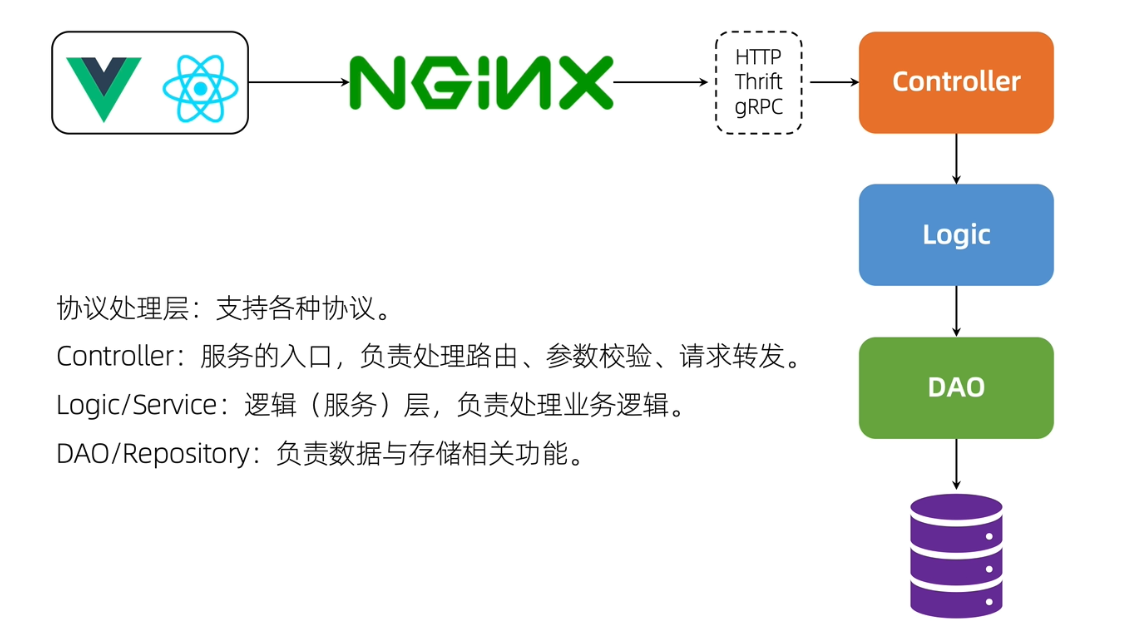 NGiNX
HTTP
Thrift
gRPC
Controller
Logic
DAO
协议处理层：支持各种协议。
Controller：服务的入口，负责处理路由、参数校验、请求转发。
Logic/Service：逻辑（服务）层，负责处理业务逻辑。
DAO/Repository：负责数据与存储相关功能。